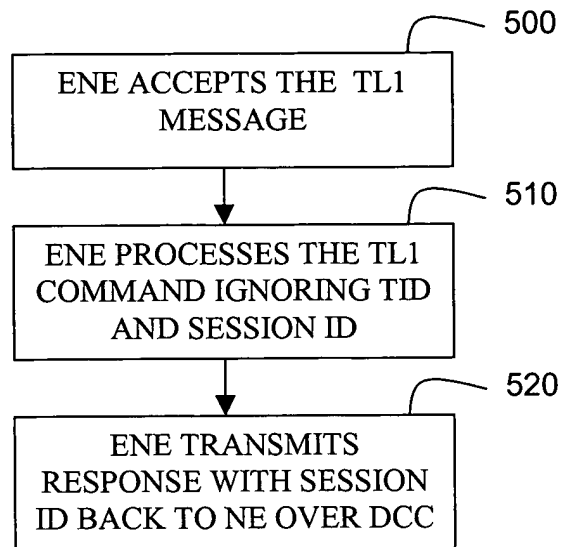 500
ENE ACCEPTS THE TL1
MESSAGE
510
ENE PROCESSES THE TL1
COMMAND IGNORING TID
AND SESSION ID
520
ENE TRANSMITS
RESPONSE WITH SESSION
ID BACK TO NE OVER DCC